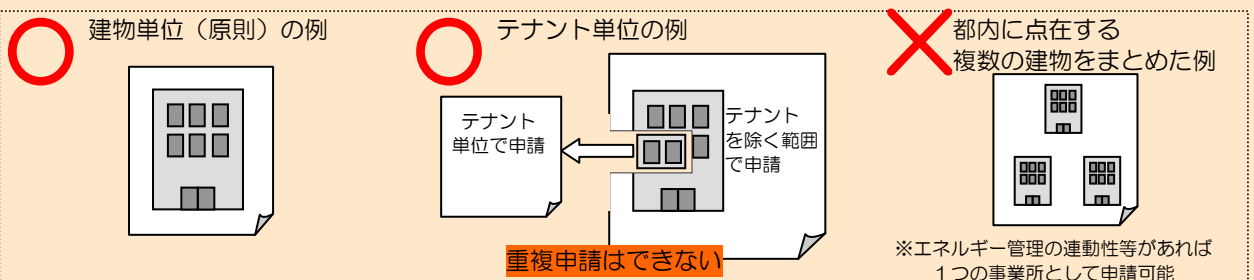 建物単位（原則）の例
テナント単位の例
テナント
単位で申請
テナント
を除く範囲
で申請
重複申請はできない
都内に点在する
複数の建物をまとめた例
※エネルギー管理の連動性等があれば
１つの事業所として申請可能